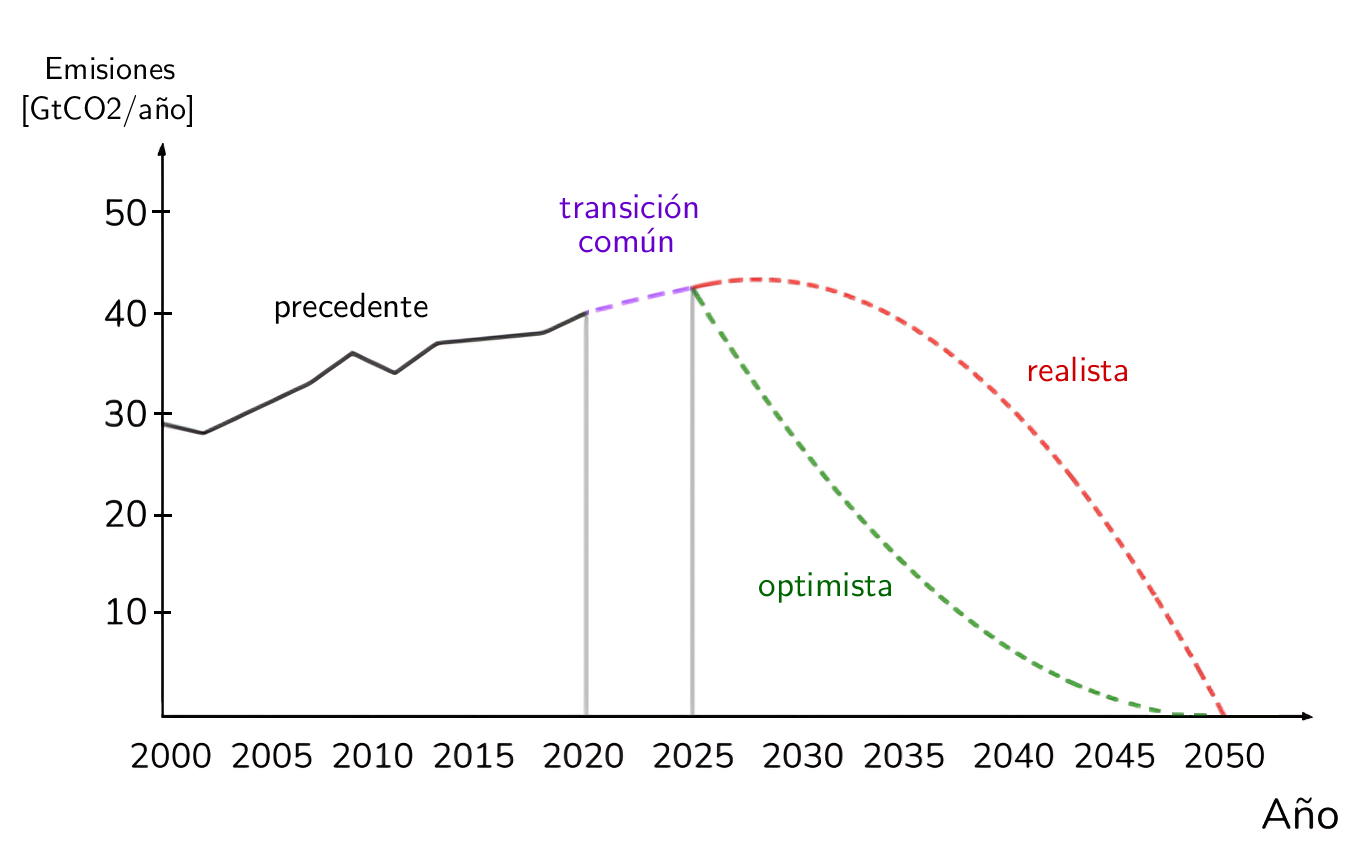 Emisiones
[GtCO2/año]
50
40
30
20
10
precedente
transición
común
realista
optimista
2000 2005 2010 2015 2020 2025 2030 2035 2040 2045 2050
Año